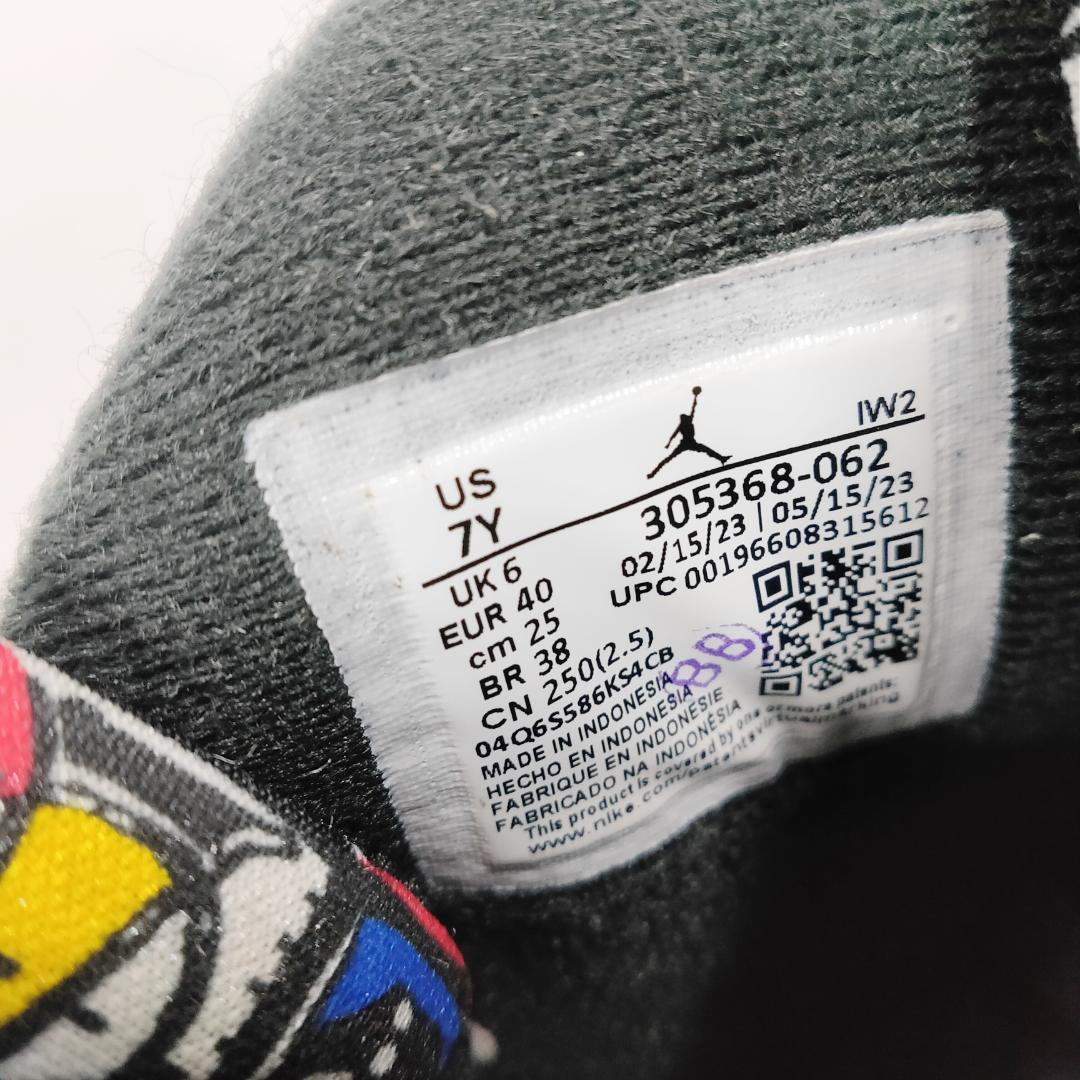 US
7Y
IW2
305368-062
02/15/23 | 05/15/23
UPC 00196608315612
UK 6
EUR 40
cm 25
BR 38
CN 250(2.5)
04Q6S586KS4CB
MADE IN INDONESIA
HECHO EN INDONESIA
FABRIQUE EN INDONESIE
FABRICADO NA INDONÉSIA
This product is covered by one or more patents:
www.nike.com/patentsvirtualmarking